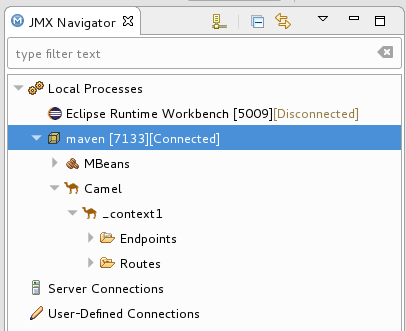 JMX Navigator
type filter text
Local Processes
Eclipse Runtime Workbench [5009][Disconnected]
maven [7133][Connected]
MBeans
Camel
_context1
Endpoints
Routes
Server Connections
User-Defined Connections